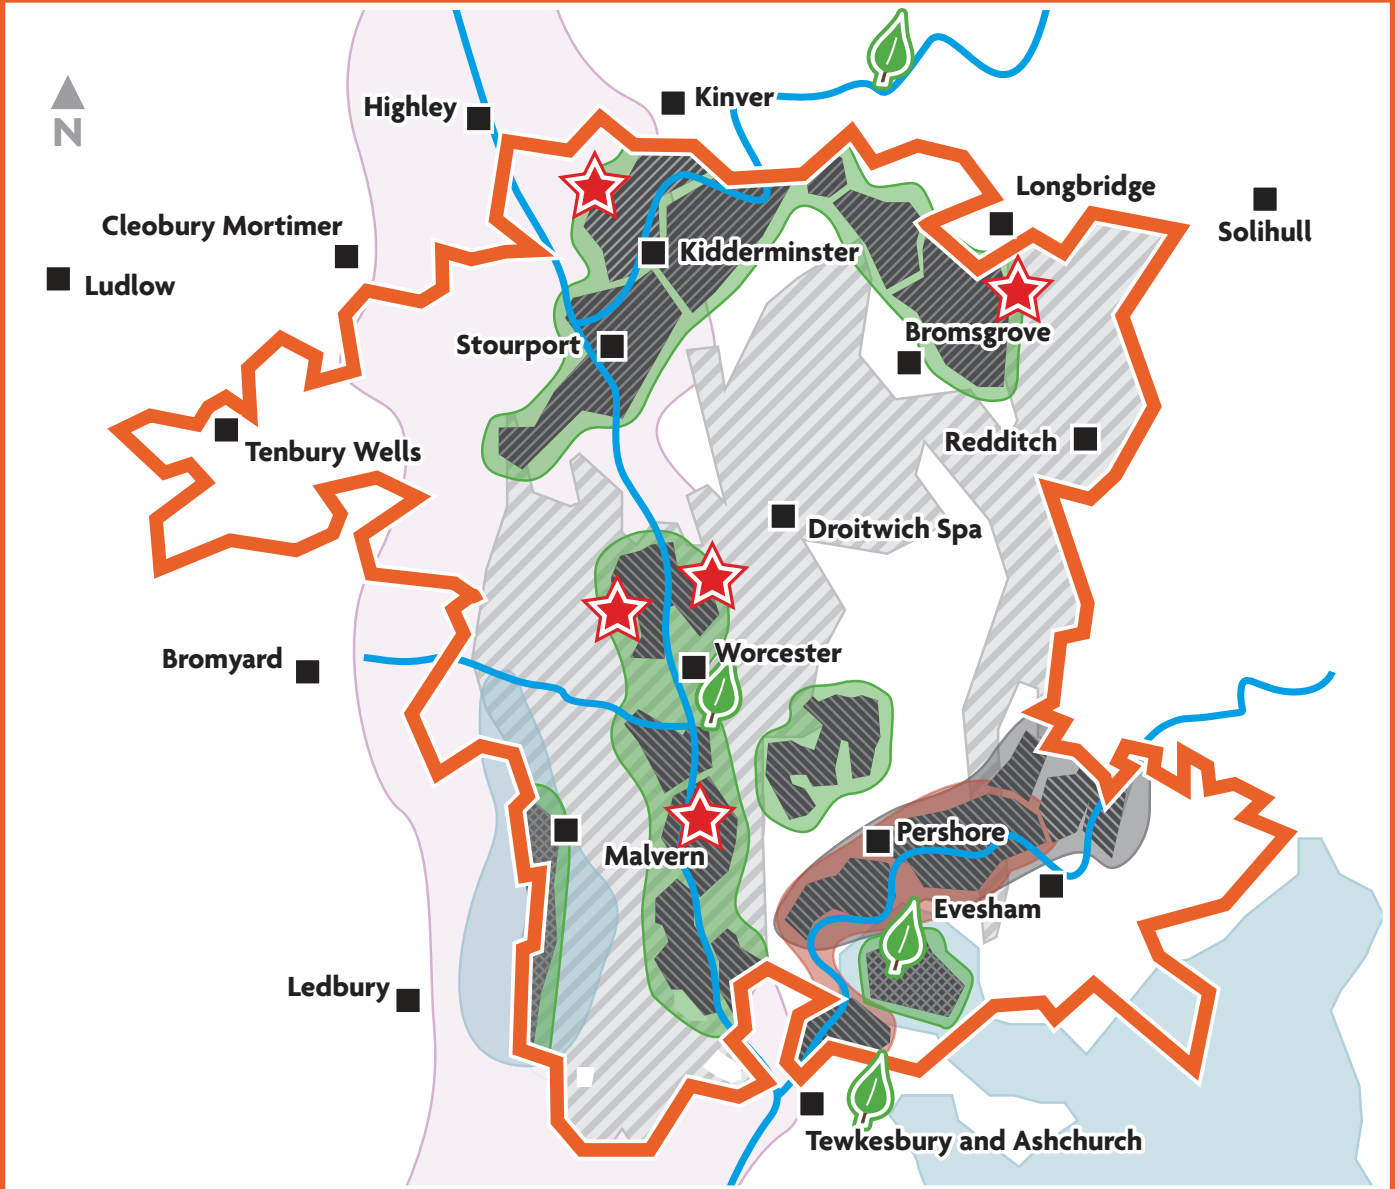 Kinver
Highley
N
Longbridge
Cleobury Mortimer
Solihull
Kidderminster
Ludlow
Bromsgrove
Stourport
Redditch
Tenbury Wells
Droitwich Spa
Worcester
Bromyard
Pershore
Malvern
Evesham
Ledbury
Tewkesbury and Ashchurch